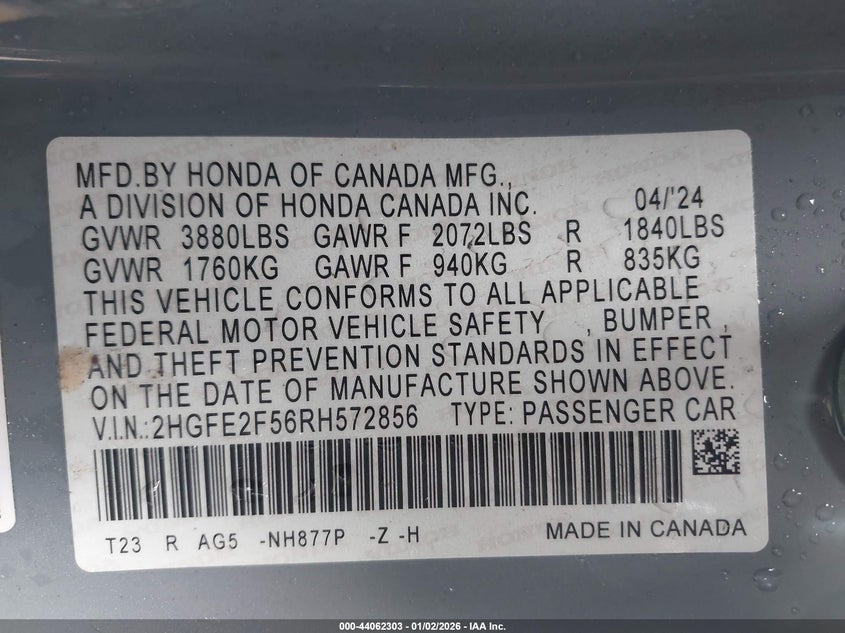 MFD.BY HONDA OF CANADA MFG.,
A DIVISION OF HONDA CANADA INC. 04/'24
GVWR 3880LBS GAWR F 2072LBS R 1840LBS
GVWR 1760KG GAWR F 940KG R 835KG
THIS VEHICLE CONFORMS TO ALL APPLICABLE
FEDERAL MOTOR VEHICLE SAFETY , BUMPER ,
AND THEFT PREVENTION STANDARDS IN EFFECT
ON THE DATE OF MANUFACTURE SHOWN ABOVE.
V.I.N.:2HGFE2F56RH572856 TYPE: PASSENGER CAR
T23 R AG5 -NH877P -Z -H MADE IN CANADA
000-44062303 - 01/02/2026 - IAA Inc.